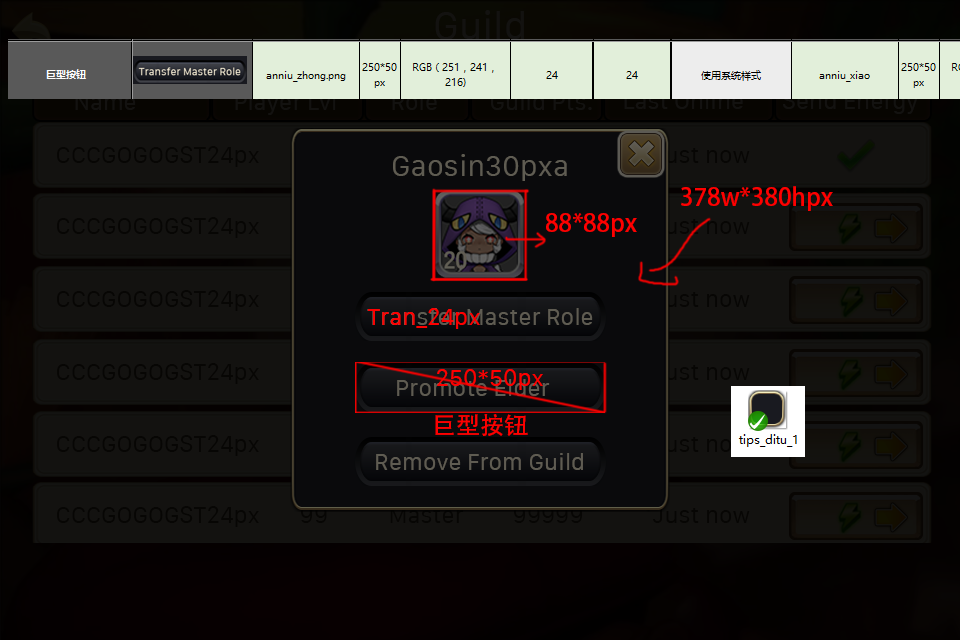 Guild
巨型按钮
Transfer Master Role
anniu_zhong.png
250*50
px
RGB ( 251 , 241 ,
216)
24
24
使用系统样式
anniu_xiao
250*50
px
Name Player Lvl Role Guild Pts. Last Online Send Energy
CCCGOGOGST24px Just now
Gaosin30pxa
378w*380hpx
88*88px
20
CCCGOGOGST24px
CCCGOGOGST24px Just now
Transfer Master Role
Tran_24px
CCCGOGOGST24px Just now
250*50px
Promote Elder
巨型按钮
CCCGOGOGST24px
tips_ditu_1
Remove From Guild
CCCGOGOGST24px 99 Master 99999 Just now